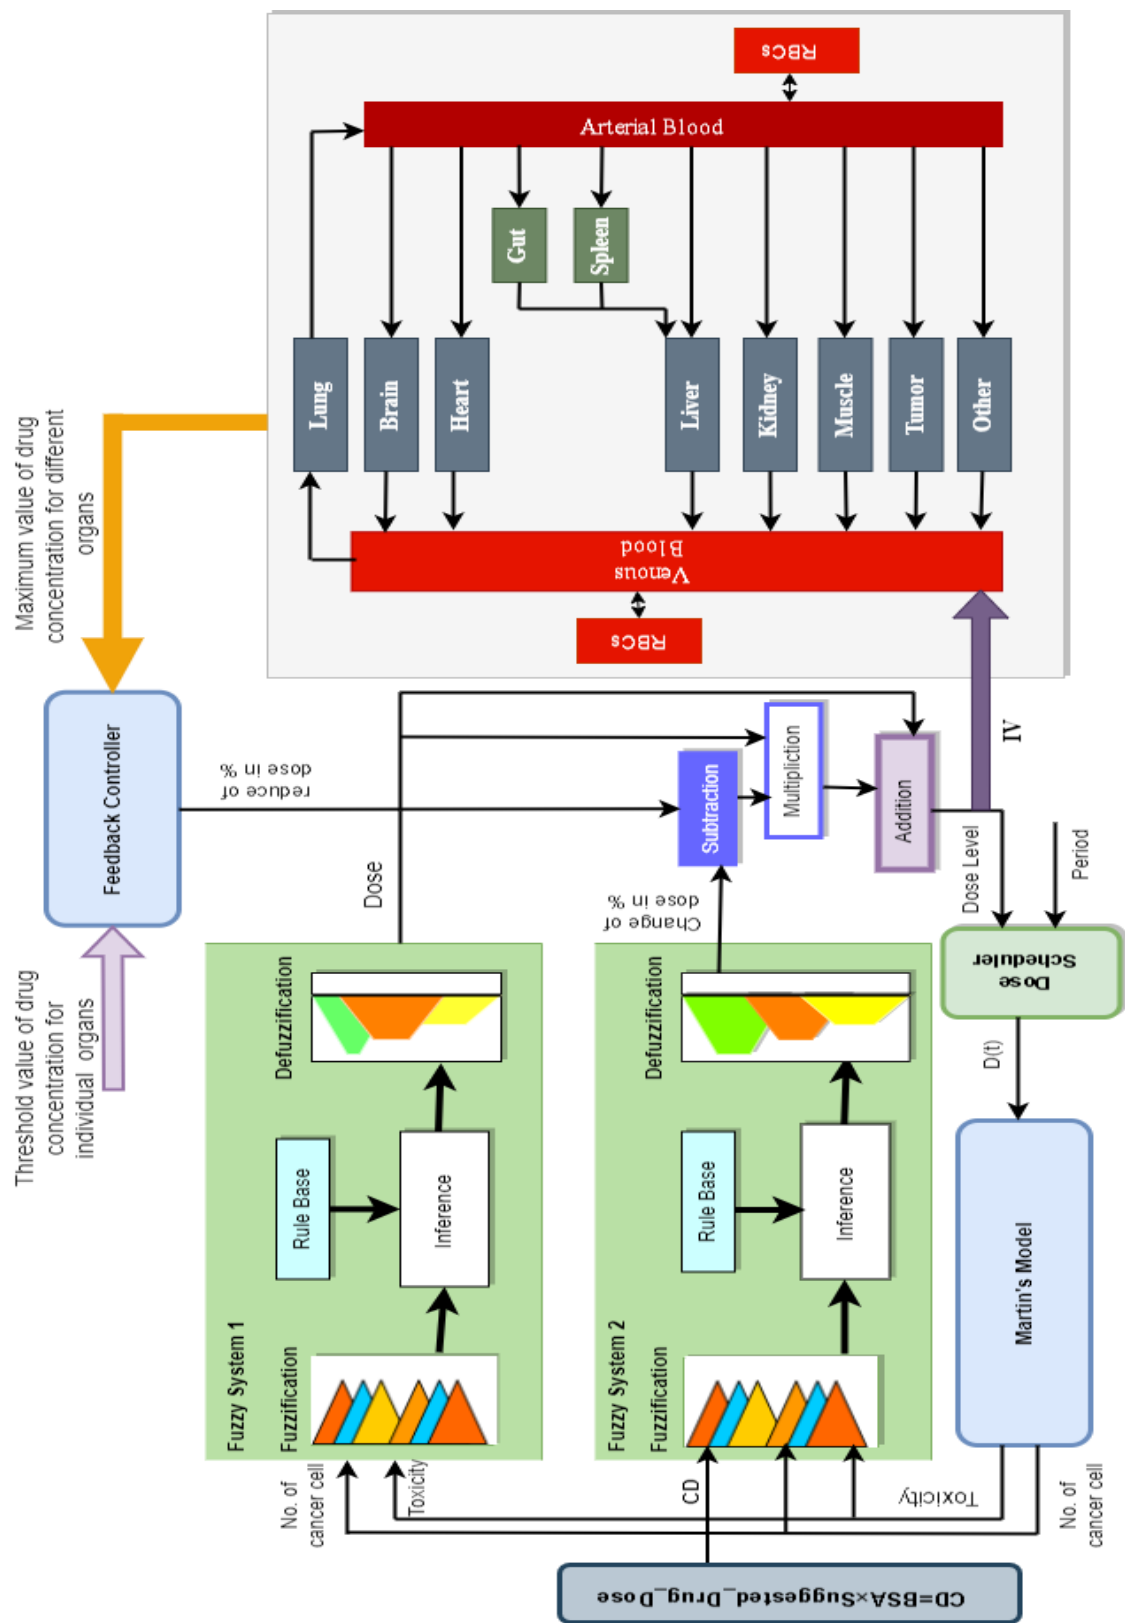 Threshold value of drug
concentration for
individual organs
Feedback Controller
Maximum value of drug
concentration for different
organs
reduce of
dose in %
Fuzzy System 1
Fuzzification
Rule Base
Inference
Defuzzification
Dose
No. of
cancer cell
Toxicity
Fuzzy System 2
Fuzzification
Rule Base
Inference
Defuzzification
Change of
dose in %
CD
Toxicity
No. of
cancer cell
CD=BSA×Suggested_Drug_Dose
Martin's Model
D(t)
Dose
Scheduler
Period
Dose Level
Subtraction
Multipliction
Addition
IV
RBCs
Venous
Blood
Lung
Brain
Heart
Liver
Kidney
Muscle
Tumor
Other
Gut
Spleen
Arterial Blood
RBCs